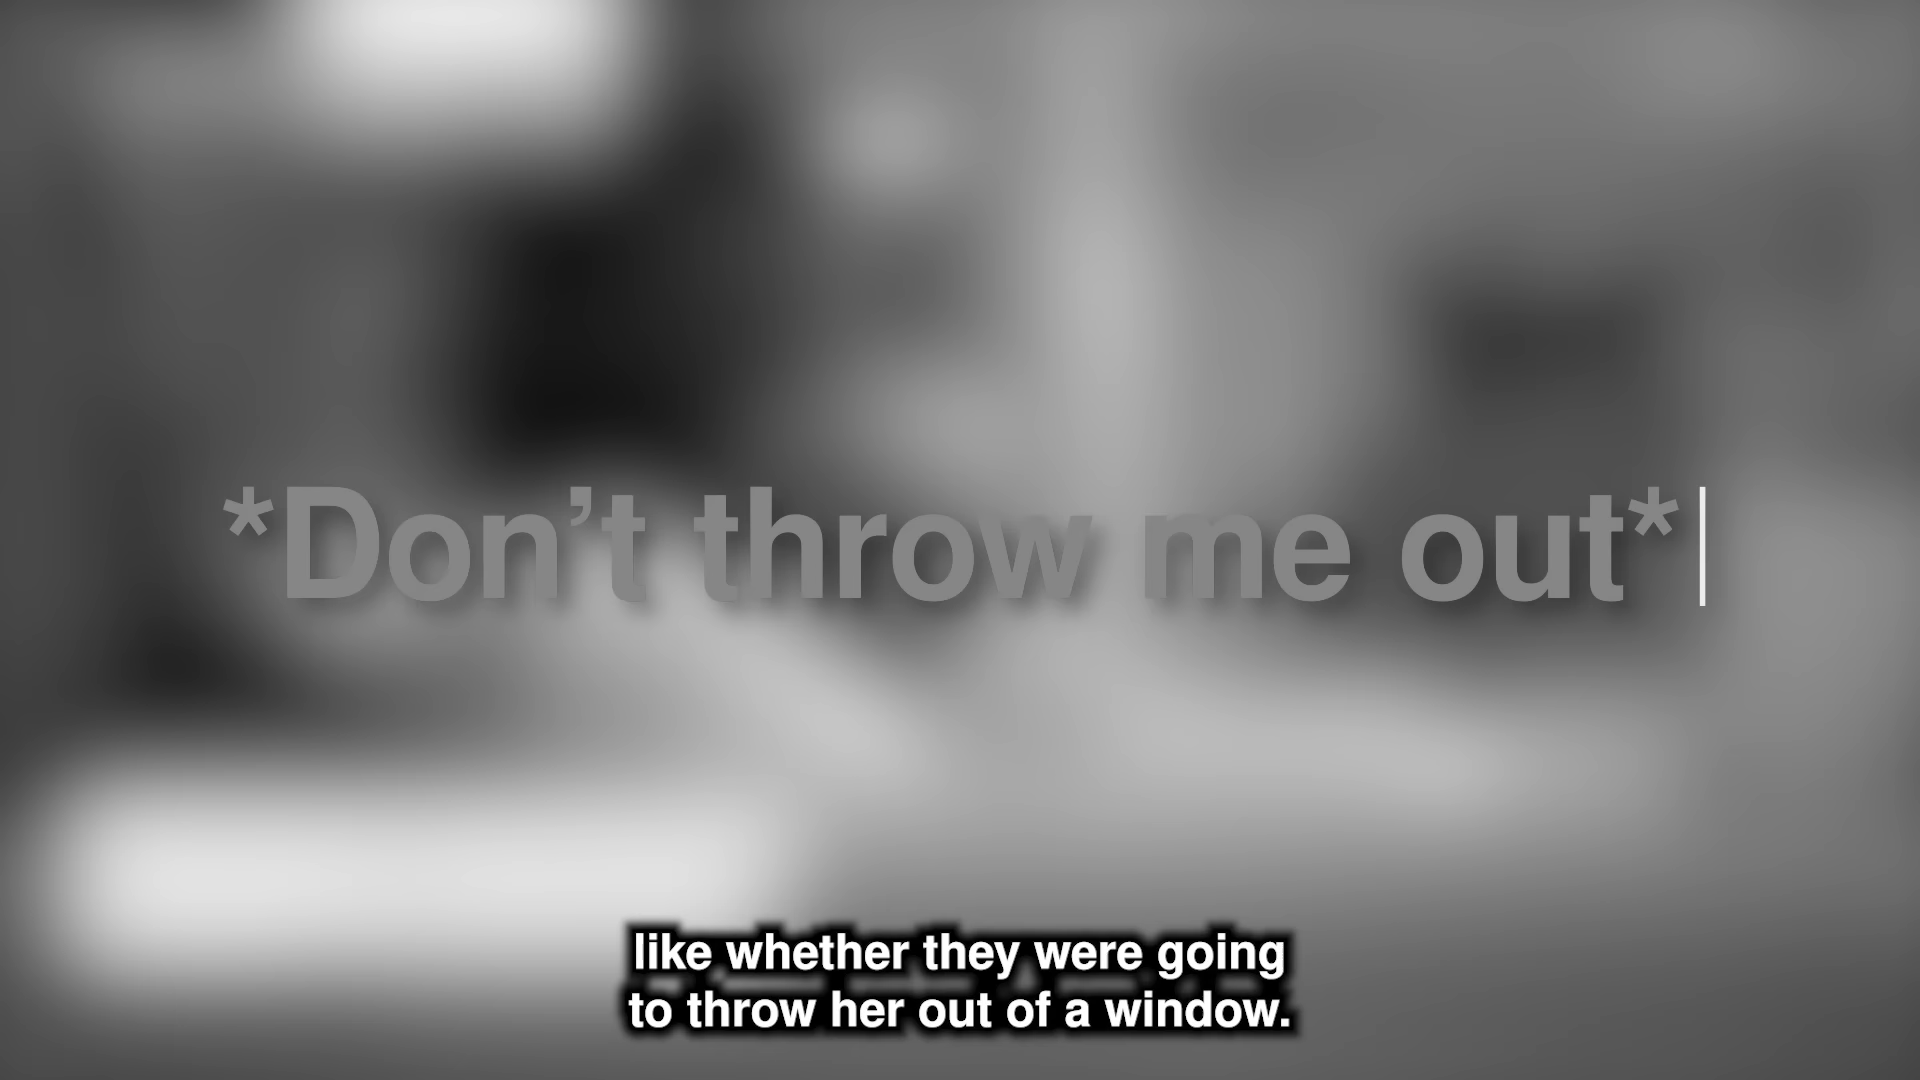 *Don’t throw me out*
like whether they were going
to throw her out of a window.